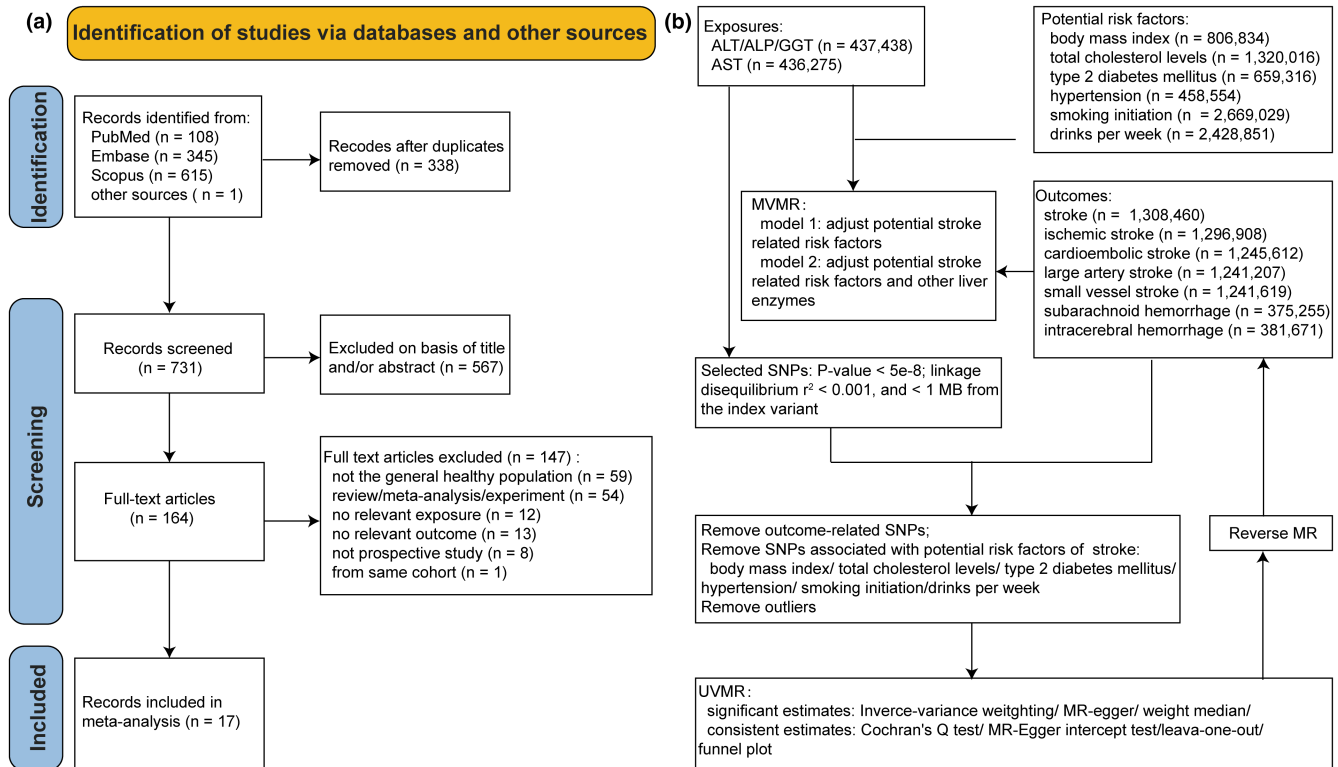 (a)
Identification of studies via databases and other sources
Identification
Records identified from:
PubMed (n = 108)
Embase (n = 345)
Scopus (n = 615)
other sources ( n = 1)
Recodes after duplicates
removed (n = 338)
Screening
Records screened
(n = 731)
Excluded on basis of title
and/or abstract (n = 567)
Full-text articles
(n = 164)
Full text articles excluded (n = 147) :
not the general healthy population (n = 59)
review/meta-analysis/experiment (n = 54)
no relevant exposure (n = 12)
no relevant outcome (n = 13)
not prospective study (n = 8)
from same cohort (n = 1)
Included
Records included in
meta-analysis (n = 17)
(b)
Exposures:
ALT/ALP/GGT (n = 437,438)
AST (n = 436,275)
Potential risk factors:
body mass index (n = 806,834)
total cholesterol levels (n = 1,320,016)
type 2 diabetes mellitus (n = 659,316)
hypertension (n = 458,554)
smoking initiation (n  = 2,669,029)
drinks per week (n = 2,428,851)
MVMR:
model 1: adjust potential stroke
related risk factors
model 2: adjust potential stroke
related risk factors and other liver
enzymes
Outcomes:
stroke (n =  1,308,460)
ischemic stroke (n = 1,296,908)
cardioembolic stroke (n = 1,245,612)
large artery stroke (n = 1,241,207)
small vessel stroke (n = 1,241,619)
subarachnoid hemorrhage (n = 375,255)
intracerebral hemorrhage (n = 381,671)
Selected SNPs: P-value < 5e-8; linkage
disequilibrium r² < 0.001, and < 1 MB from
the index variant
Remove outcome-related SNPs;
Remove SNPs associated with potential risk factors of  stroke:
body mass index/ total cholesterol levels/ type 2 diabetes mellitus/
hypertension/ smoking initiation/drinks per week
Remove outliers
Reverse MR
UVMR:
significant estimates: Inverce-variance weitghting/ MR-egger/ weight median/
consistent estimates: Cochran's Q test/ MR-Egger intercept test/leava-one-out/
funnel plot